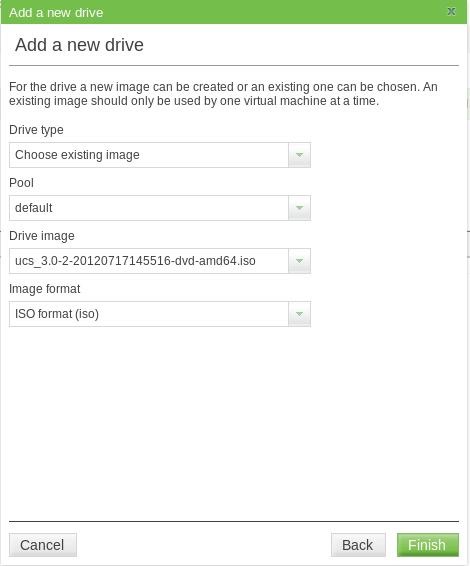 Add a new drive
Add a new drive
For the drive a new image can be created or an existing one can be chosen. An
existing image should only be used by one virtual machine at a time.
Drive type
Choose existing image
Pool
default
Drive image
ucs_3.0-2-20120717145516-dvd-amd64.iso
Image format
ISO format (iso)
Cancel
Back
Finish